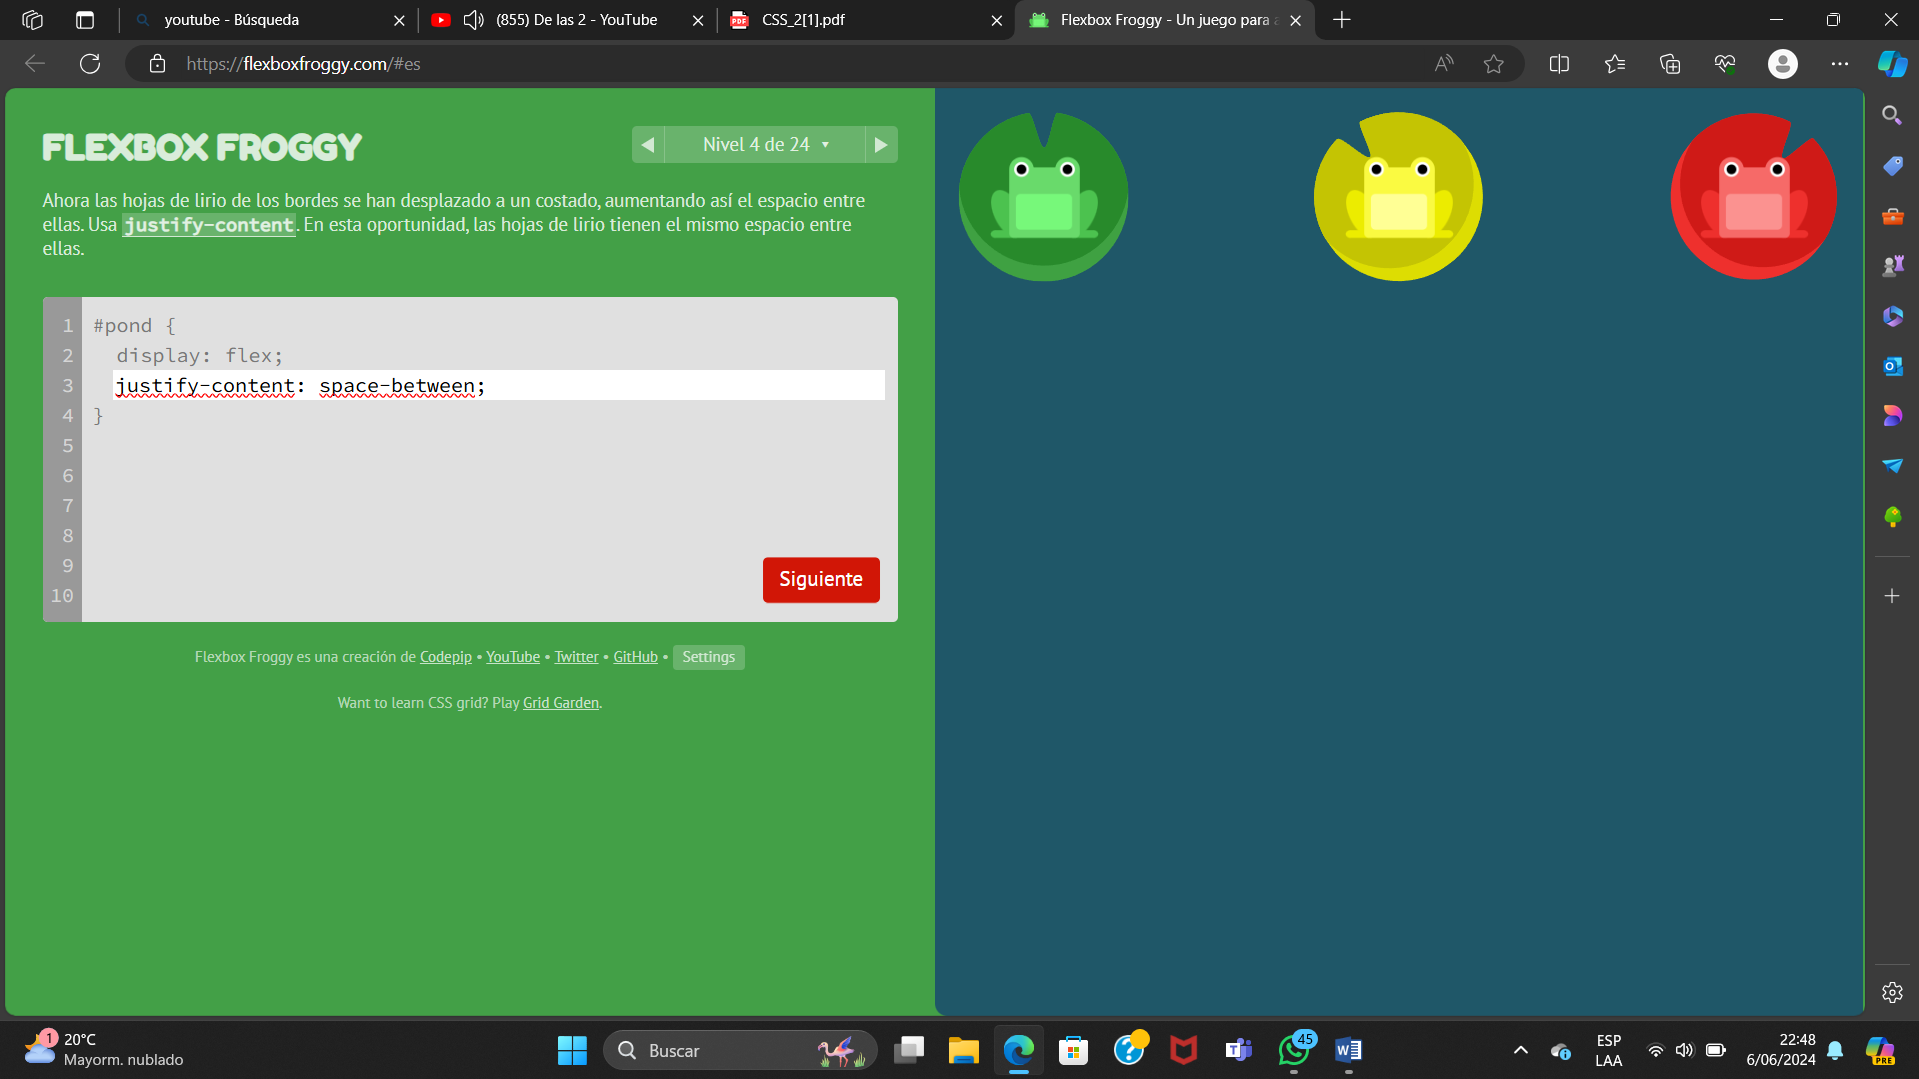 youtube - Búsqueda
(855) De las 2 - YouTube
CSS_2[1].pdf
Flexbox Froggy - Un juego para a
https://flexboxfroggy.com/#es
FLEXBOX FROGGY
Nivel 4 de 24
Ahora las hojas de lirio de los bordes se han desplazado a un costado, aumentando así el espacio entre
ellas. Usa justify-content. En esta oportunidad, las hojas de lirio tienen el mismo espacio entre
ellas.
1 #pond {
2 display: flex;
3 justify-content: space-between;
4 }
5
6
7
8
9
10
Siguiente
Flexbox Froggy es una creación de Codepip • YouTube • Twitter • GitHub • Settings
Want to learn CSS grid? Play Grid Garden.
1
20°C
Mayorm. nublado
Buscar
45
ESP
LAA
22:48
6/06/2024
PRE